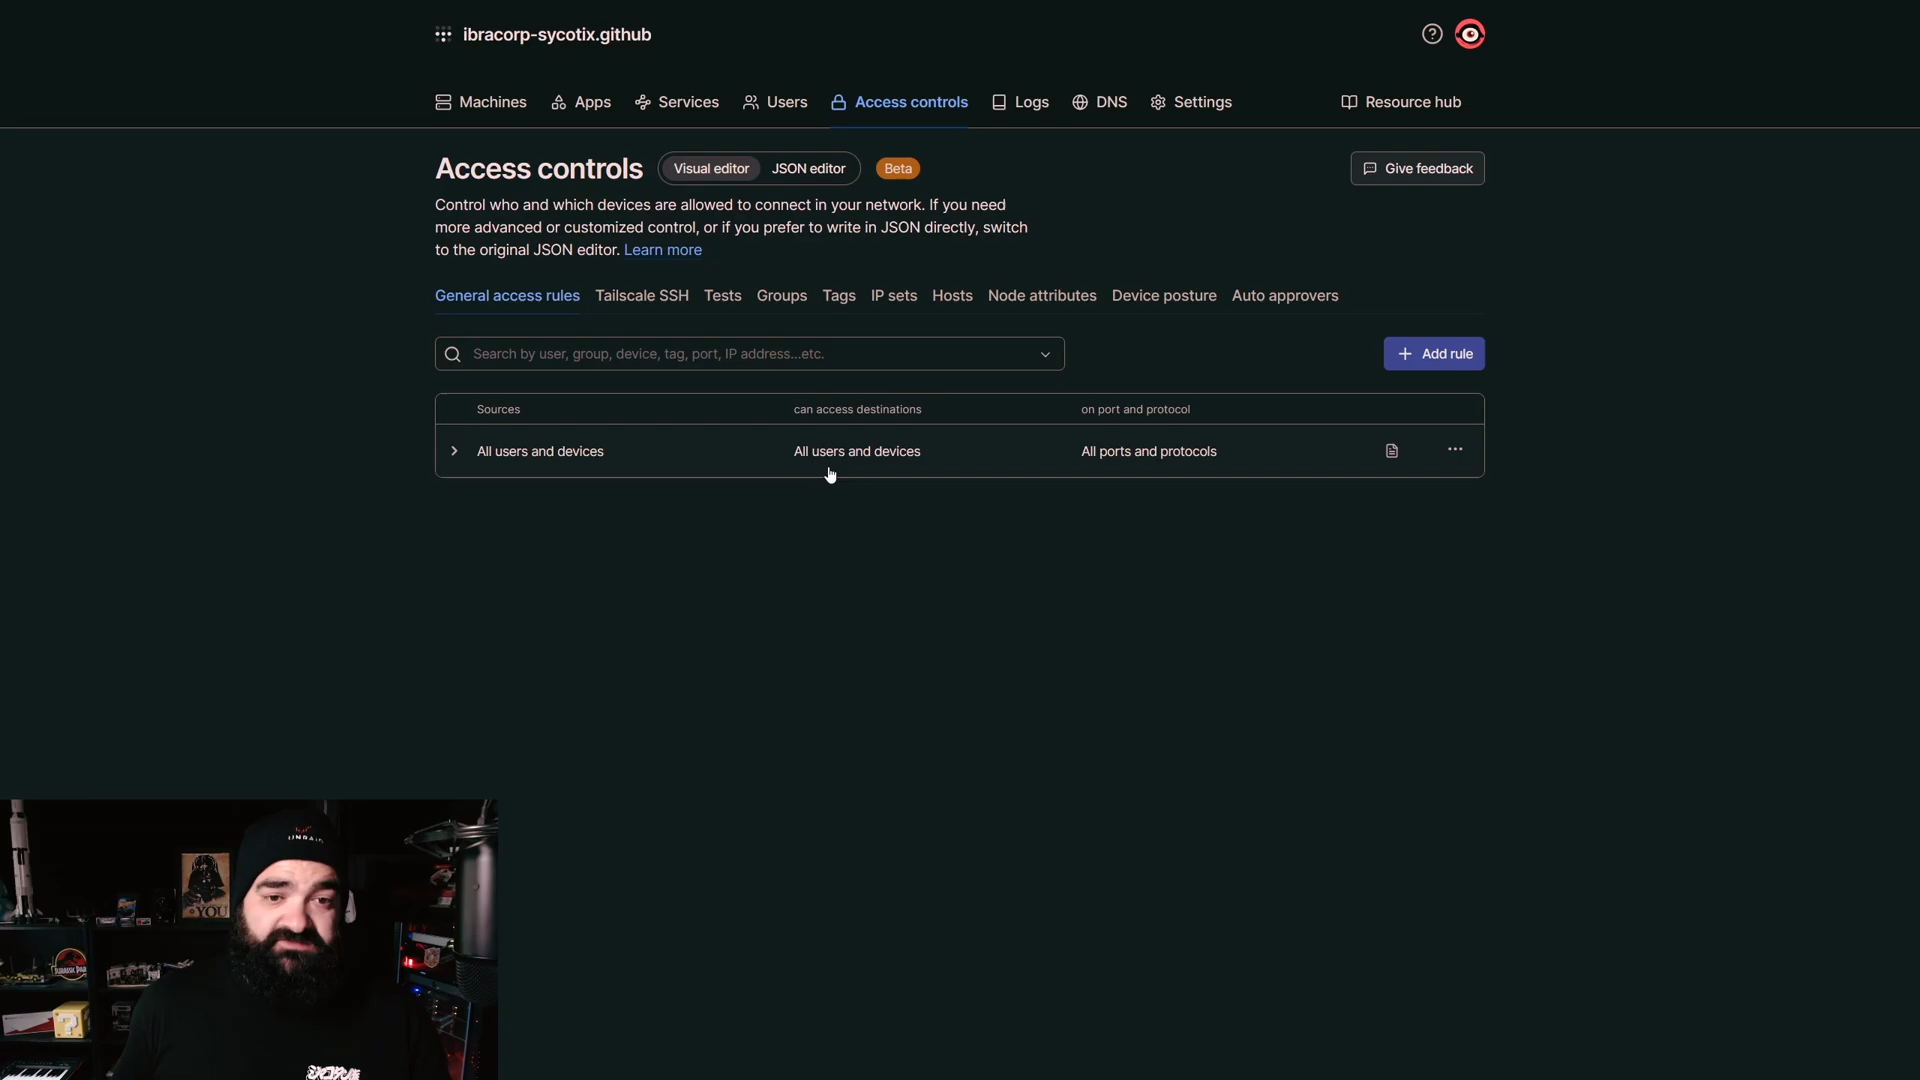 ibracorp-sycotix.github
Machines Apps Services Users Access controls Logs DNS Settings Resource hub
Access controls Visual editor JSON editor Beta Give feedback
Control who and which devices are allowed to connect in your network. If you need
more advanced or customized control, or if you prefer to write in JSON directly, switch
to the original JSON editor. Learn more
General access rules Tailscale SSH Tests Groups Tags IP sets Hosts Node attributes Device posture Auto approvers
Search by user, group, device, tag, port, IP address...etc. + Add rule
Sources can access destinations on port and protocol
All users and devices All users and devices All ports and protocols
UNRAID
YOU